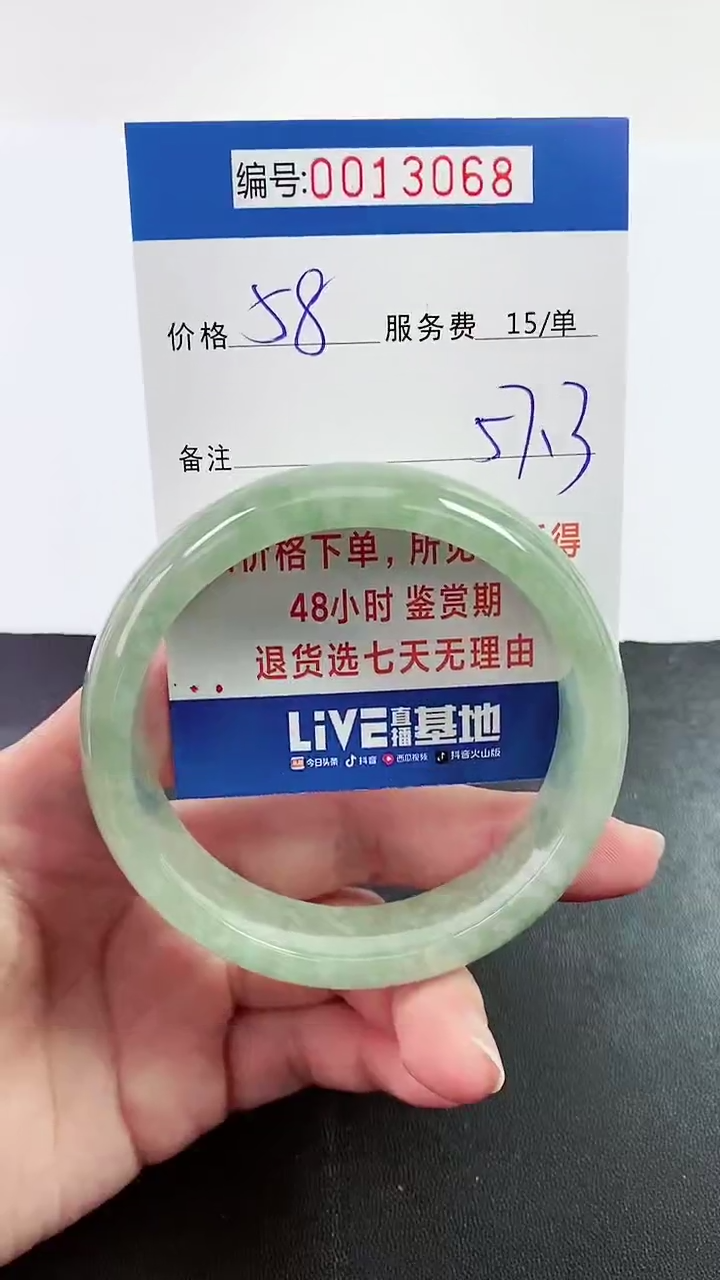 编号:0013068
价格 58 服务费 15/单
备注 57.3
价格下单，所见 得
48小时 鉴赏期
退货选七天无理由
LiVE直播基地
今日头条 抖音 西瓜视频 抖音火山版